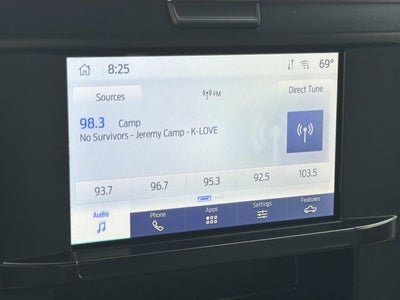 8:25 69°
Sources FM Direct Tune
98.3 Camp
No Survivors - Jeremy Camp - K-LOVE
93.7 96.7 95.3 92.5 103.5
Audio Phone Apps Settings Features